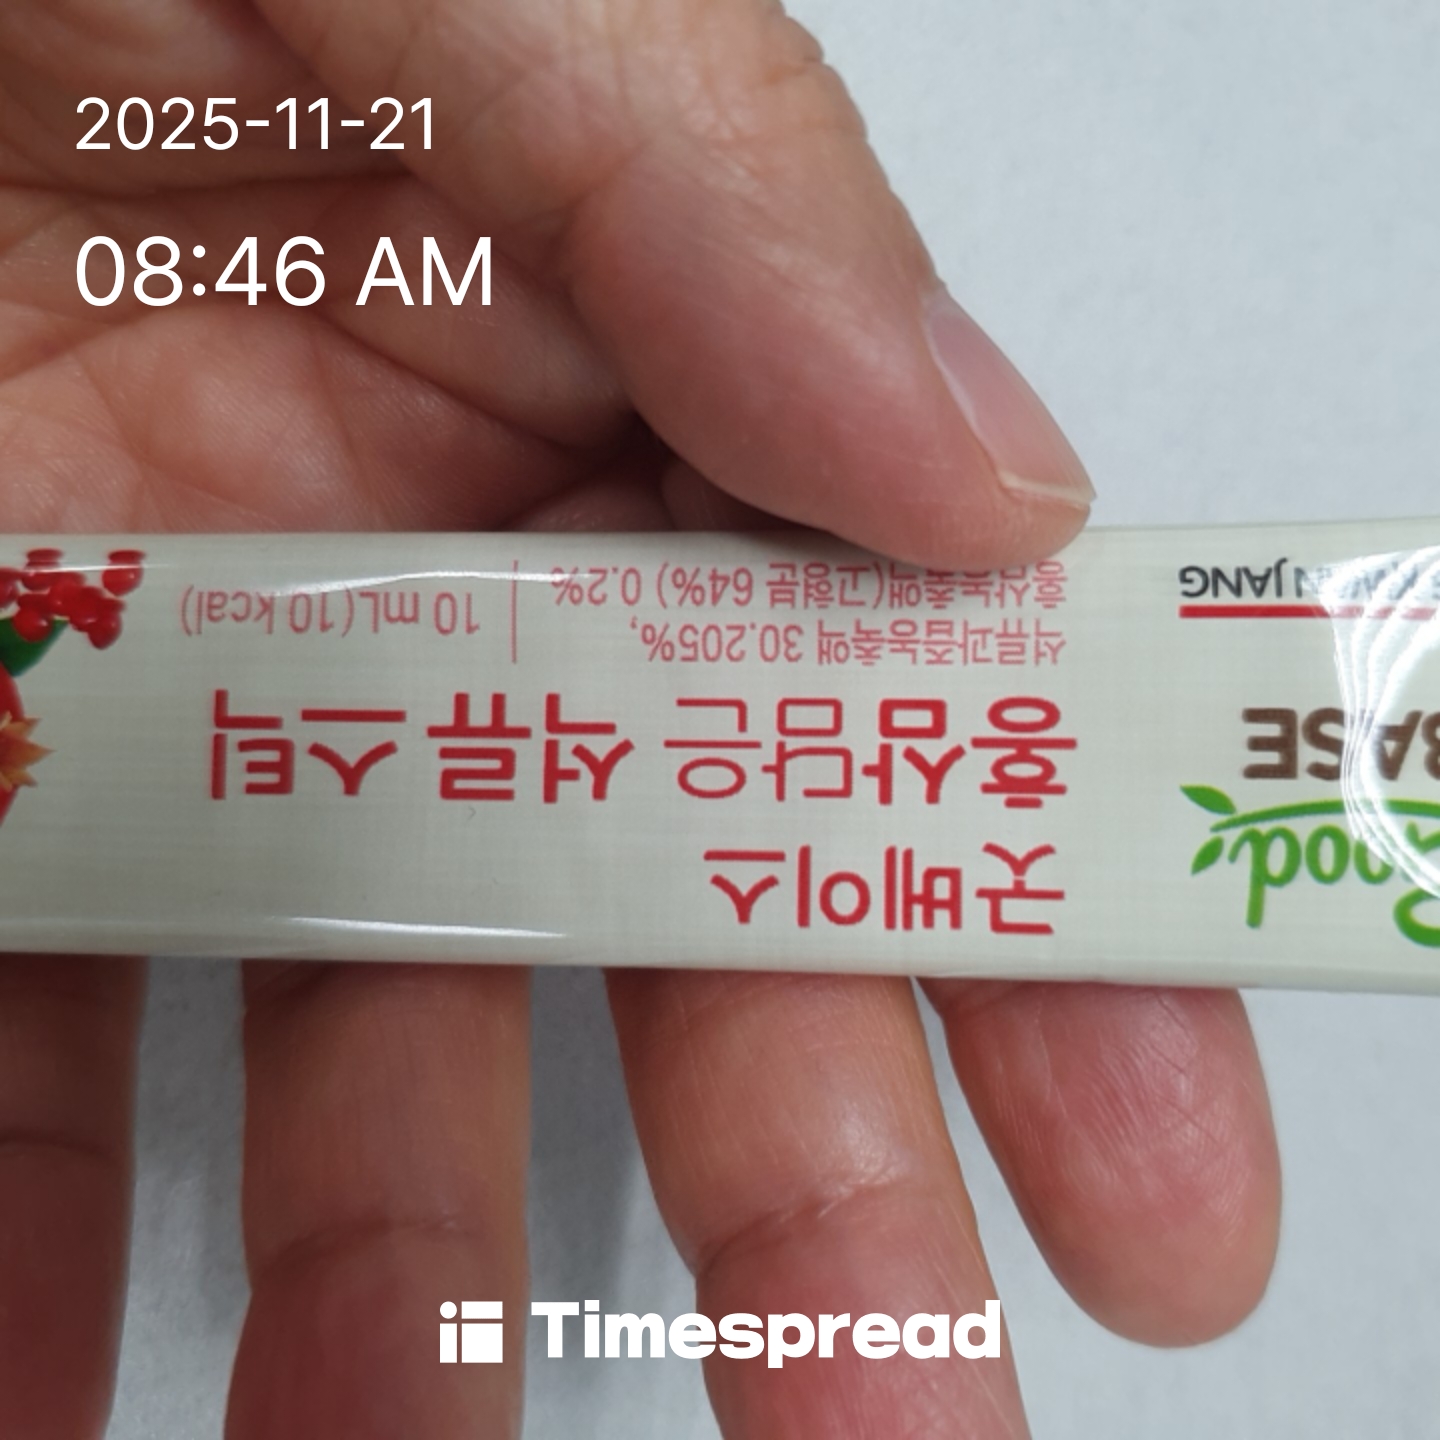 2025-11-21
08:46 AM
Good
BASE
JANG
굿베이스
홍삼담은 석류스틱
석류과즙농축액 30.205%,
홍삼농축액(고형분 64%) 0.2%
10 mL(10 kcal)
Timespread